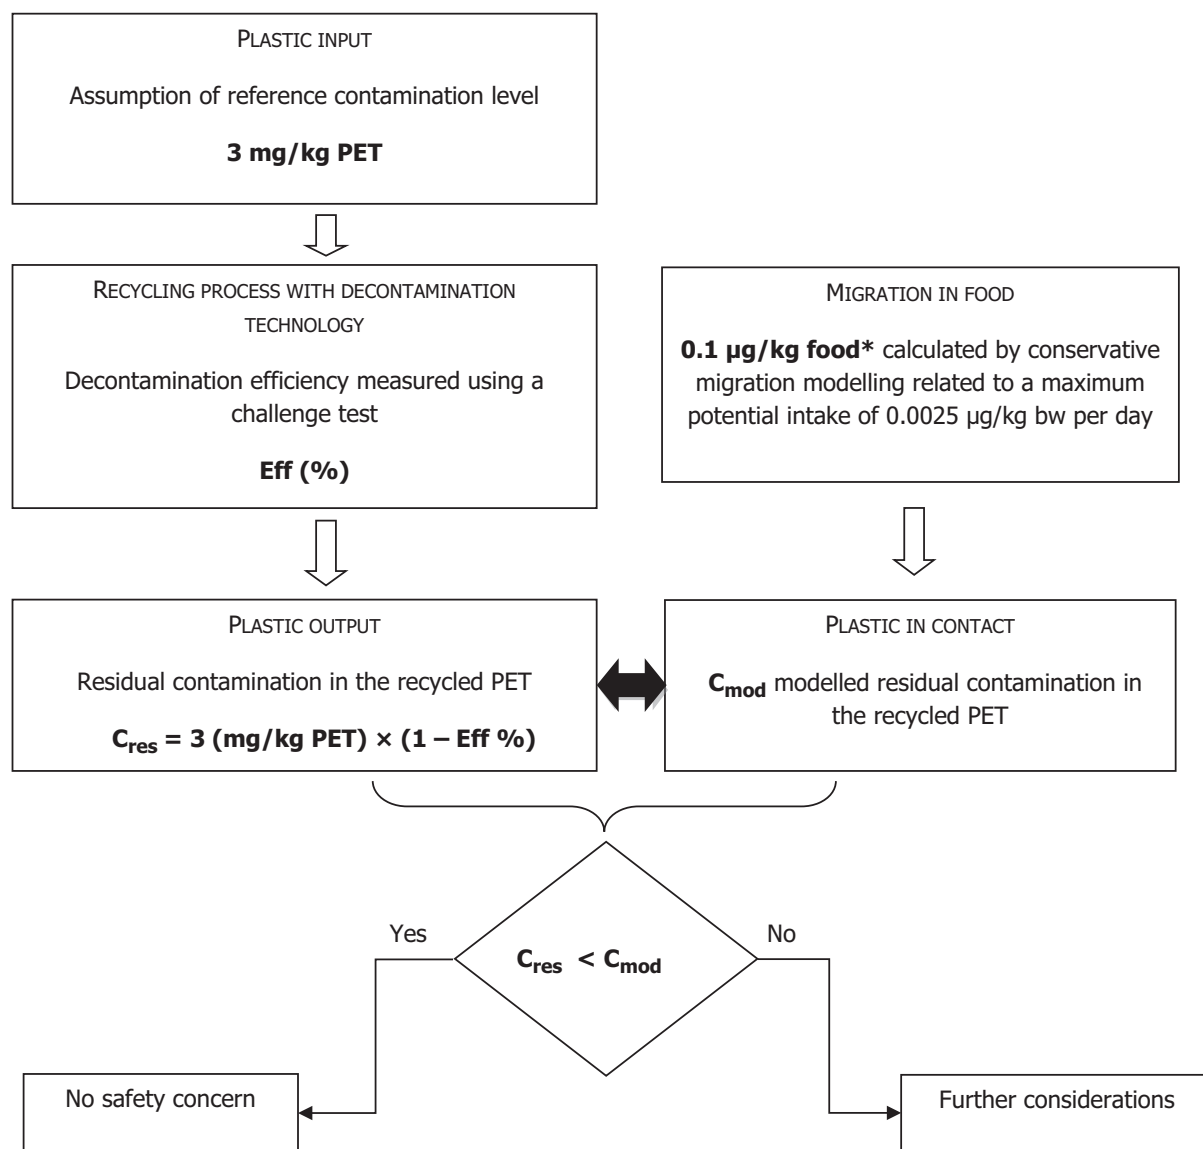 PLASTIC INPUT
Assumption of reference contamination level
3 mg/kg PET
RECYCLING PROCESS WITH DECONTAMINATION
TECHNOLOGY
Decontamination efficiency measured using a
challenge test
Eff (%)
MIGRATION IN FOOD
0.1 µg/kg food* calculated by conservative
migration modelling related to a maximum
potential intake of 0.0025 µg/kg bw per day
PLASTIC OUTPUT
Residual contamination in the recycled PET
Cres = 3 (mg/kg PET) × (1 – Eff %)
PLASTIC IN CONTACT
Cmod modelled residual contamination in
the recycled PET
Yes
No
Cres < Cmod
No safety concern
Further considerations